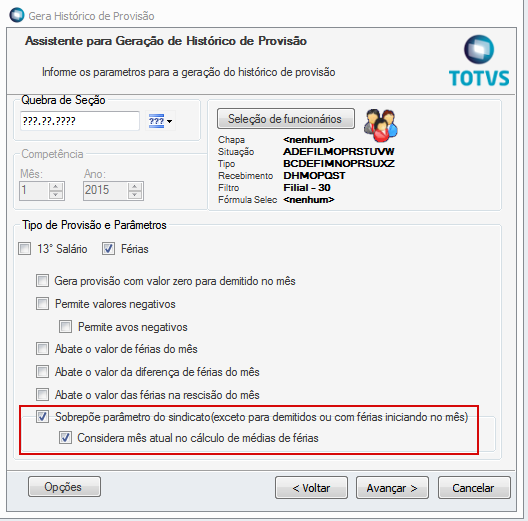 Gera Histórico de Provisão
Assistente para Geração de Histórico de Provisão
Informe os parametros para a geração do histórico de provisão
TOTVS
Quebra de Seção
???.??.????
???
Seleção de funcionários
Chapa <nenhum>
Situação ADEFILMOPRSTUVW
Tipo BCDEFIMNOPRSUXZ
Recebimento DHMOPQST
Filtro Filial - 30
Fórmula Selec <nenhum>
Competência
Mês: Ano:
1 2015
Tipo de Provisão e Parâmetros
13° Salário Férias
Gera provisão com valor zero para demitido no mês
Permite valores negativos
Permite avos negativos
Abate o valor de férias do mês
Abate o valor da diferença de férias do mês
Abate o valor das férias na rescisão do mês
Sobrepõe parâmetro do sindicato(exceto para demitidos ou com férias iniciando no mês)
Considera mês atual no cálculo de médias de férias
Opções
< Voltar
Avançar >
Cancelar